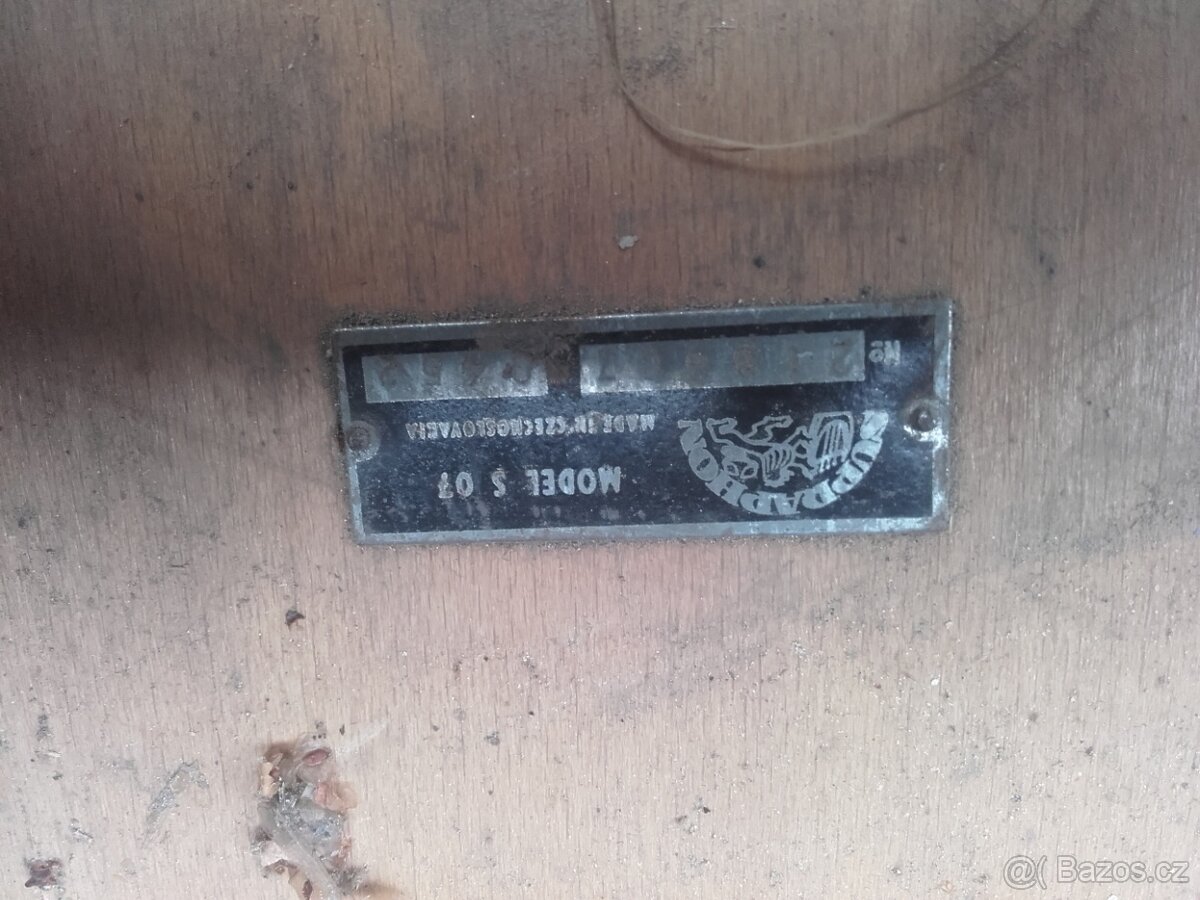 SUPRAPHON
MODEL S 07
MADE IN CZECHOSLOVAKIA
No
@( Bazos.cz